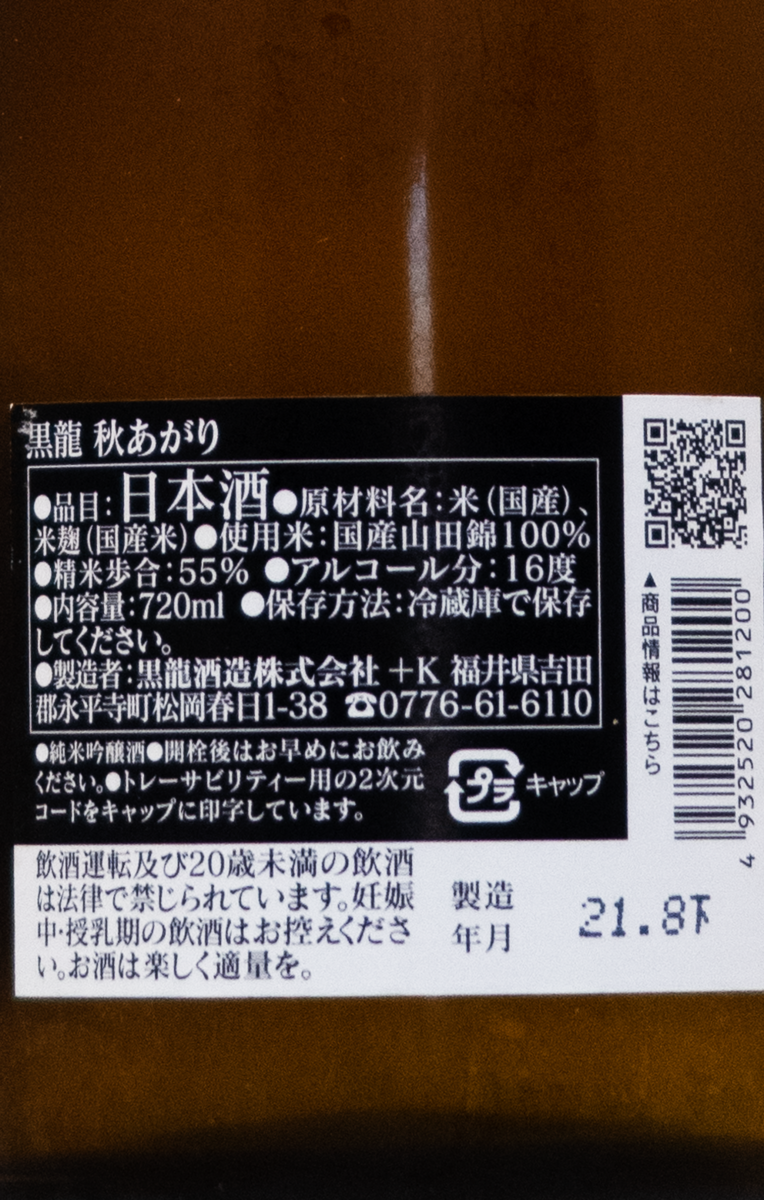 黒龍 秋あがり
●品目:日本酒●原材料名:米(国産)、
米麹(国産米)●使用米:国産山田錦100%
●精米歩合:55% ●アルコール分:16度
●内容量:720ml ●保存方法:冷蔵庫で保存
してください。
●製造者:黒龍酒造株式会社 +K 福井県吉田
郡永平寺町松岡春日1-38 ☎0776-61-6110
●純米吟醸酒●開栓後はお早めにお飲み
ください。●トレーサビリティー用の2次元
コードをキャップに印字しています。
プラ キャップ
飲酒運転及び20歳未満の飲酒
は法律で禁じられています。妊娠
中・授乳期の飲酒はお控えくださ
い。お酒は楽しく適量を。
製造
年月
21.8下
▲商品情報はこちら
4 932520 281200